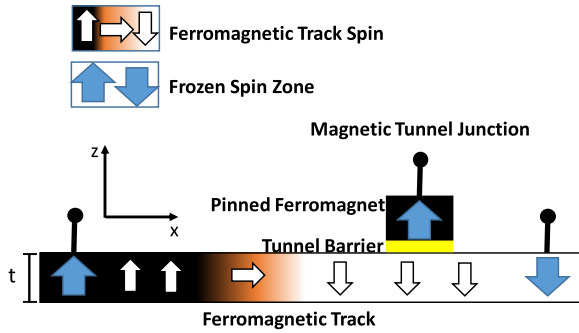 Ferromagnetic Track Spin
Frozen Spin Zone
Magnetic Tunnel Junction
z
Pinned Ferromagnet
x
Tunnel Barrier
t
Ferromagnetic Track